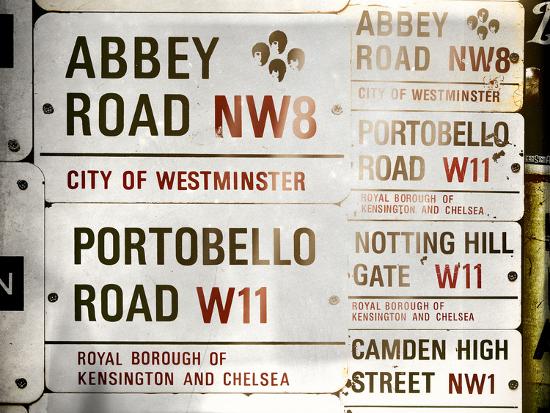 ABBEY
ROAD NW8
CITY OF WESTMINSTER
PORTOBELLO
ROAD W11
ROYAL BOROUGH OF
KENSINGTON AND CHELSEA
ABBEY
ROAD NW8
CITY OF WESTMINSTER
PORTOBELLO
ROAD W11
ROYAL BOROUGH OF
KENSINGTON AND CHELSEA
NOTTING HILL
GATE W11
ROYAL BOROUGH OF
KENSINGTON AND CHELSEA
CAMDEN HIGH
STREET NW1